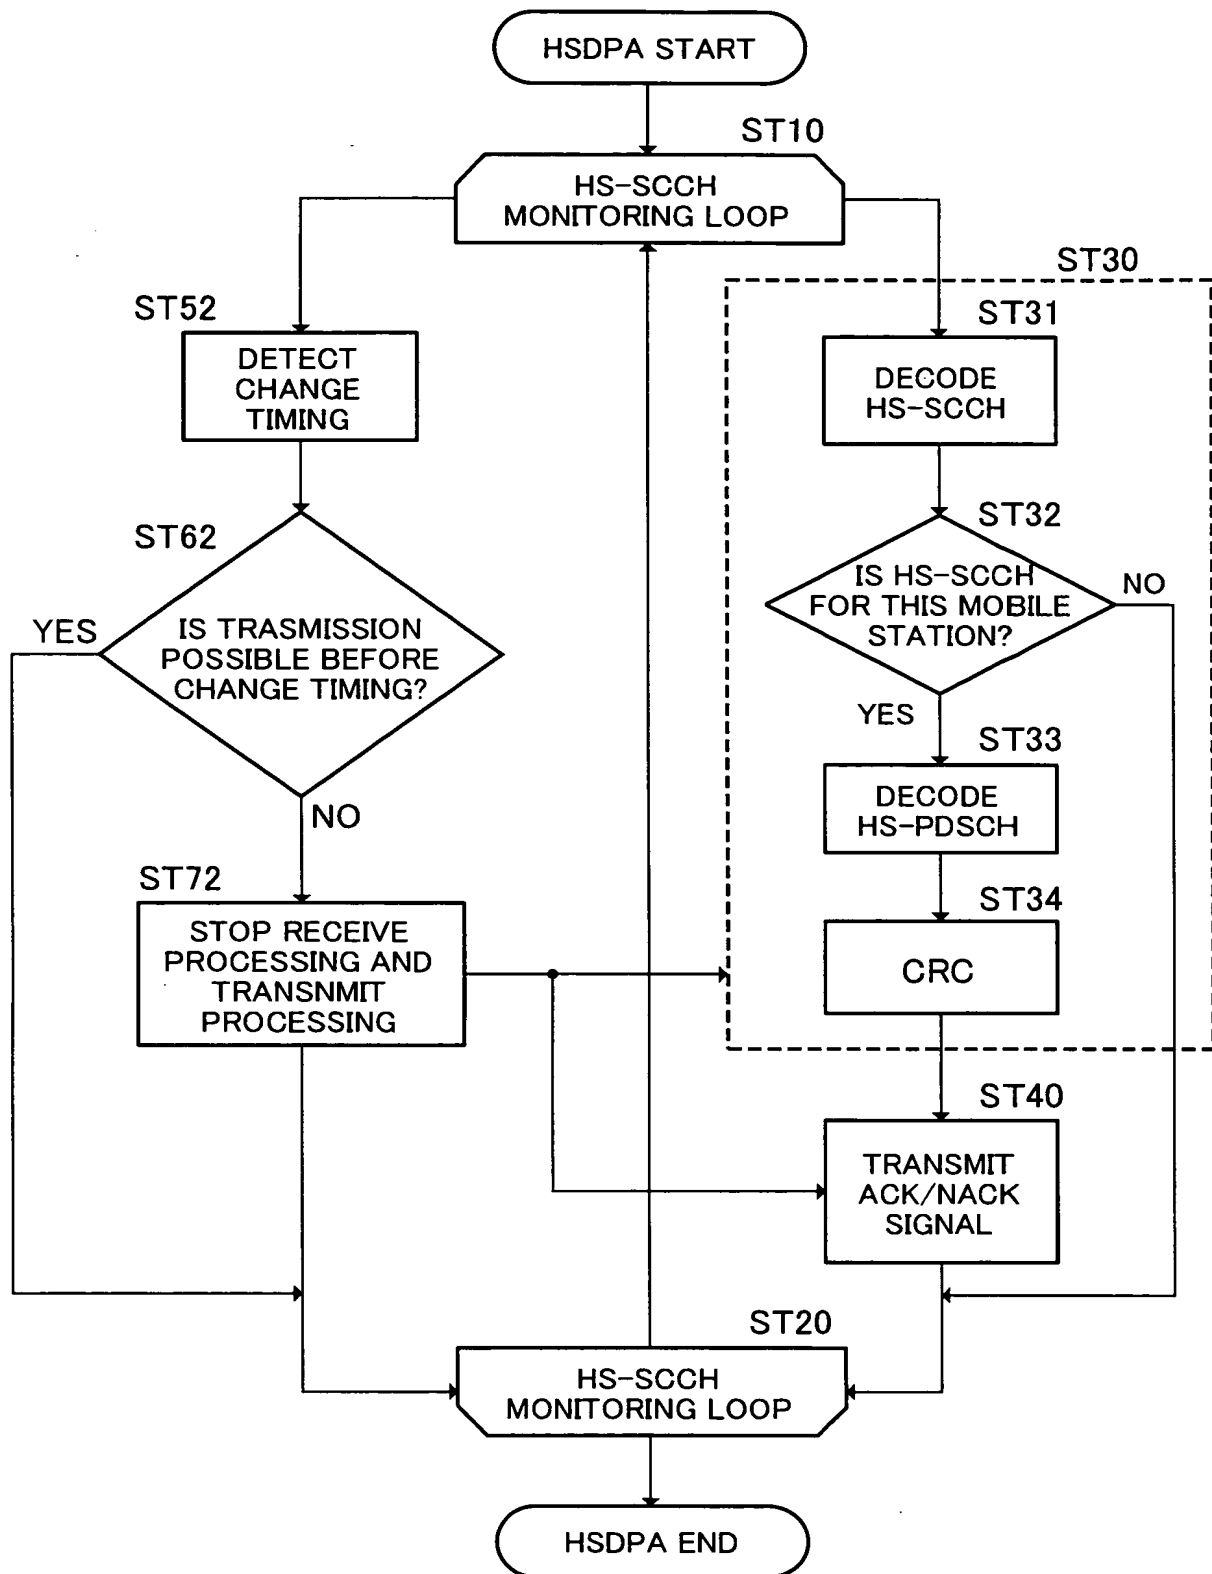 HSDPA START
ST10
HS-SCCH
MONITORING LOOP
ST30
ST52
DETECT
CHANGE
TIMING
ST31
DECODE
HS-SCCH
ST62
IS TRASMISSION
POSSIBLE BEFORE
CHANGE TIMING?
YES
NO
ST32
IS HS-SCCH
FOR THIS MOBILE
STATION?
NO
YES
ST33
DECODE
HS-PDSCH
ST72
STOP RECEIVE
PROCESSING AND
TRANSNMIT
PROCESSING
ST34
CRC
ST40
TRANSMIT
ACK/NACK
SIGNAL
ST20
HS-SCCH
MONITORING LOOP
HSDPA END